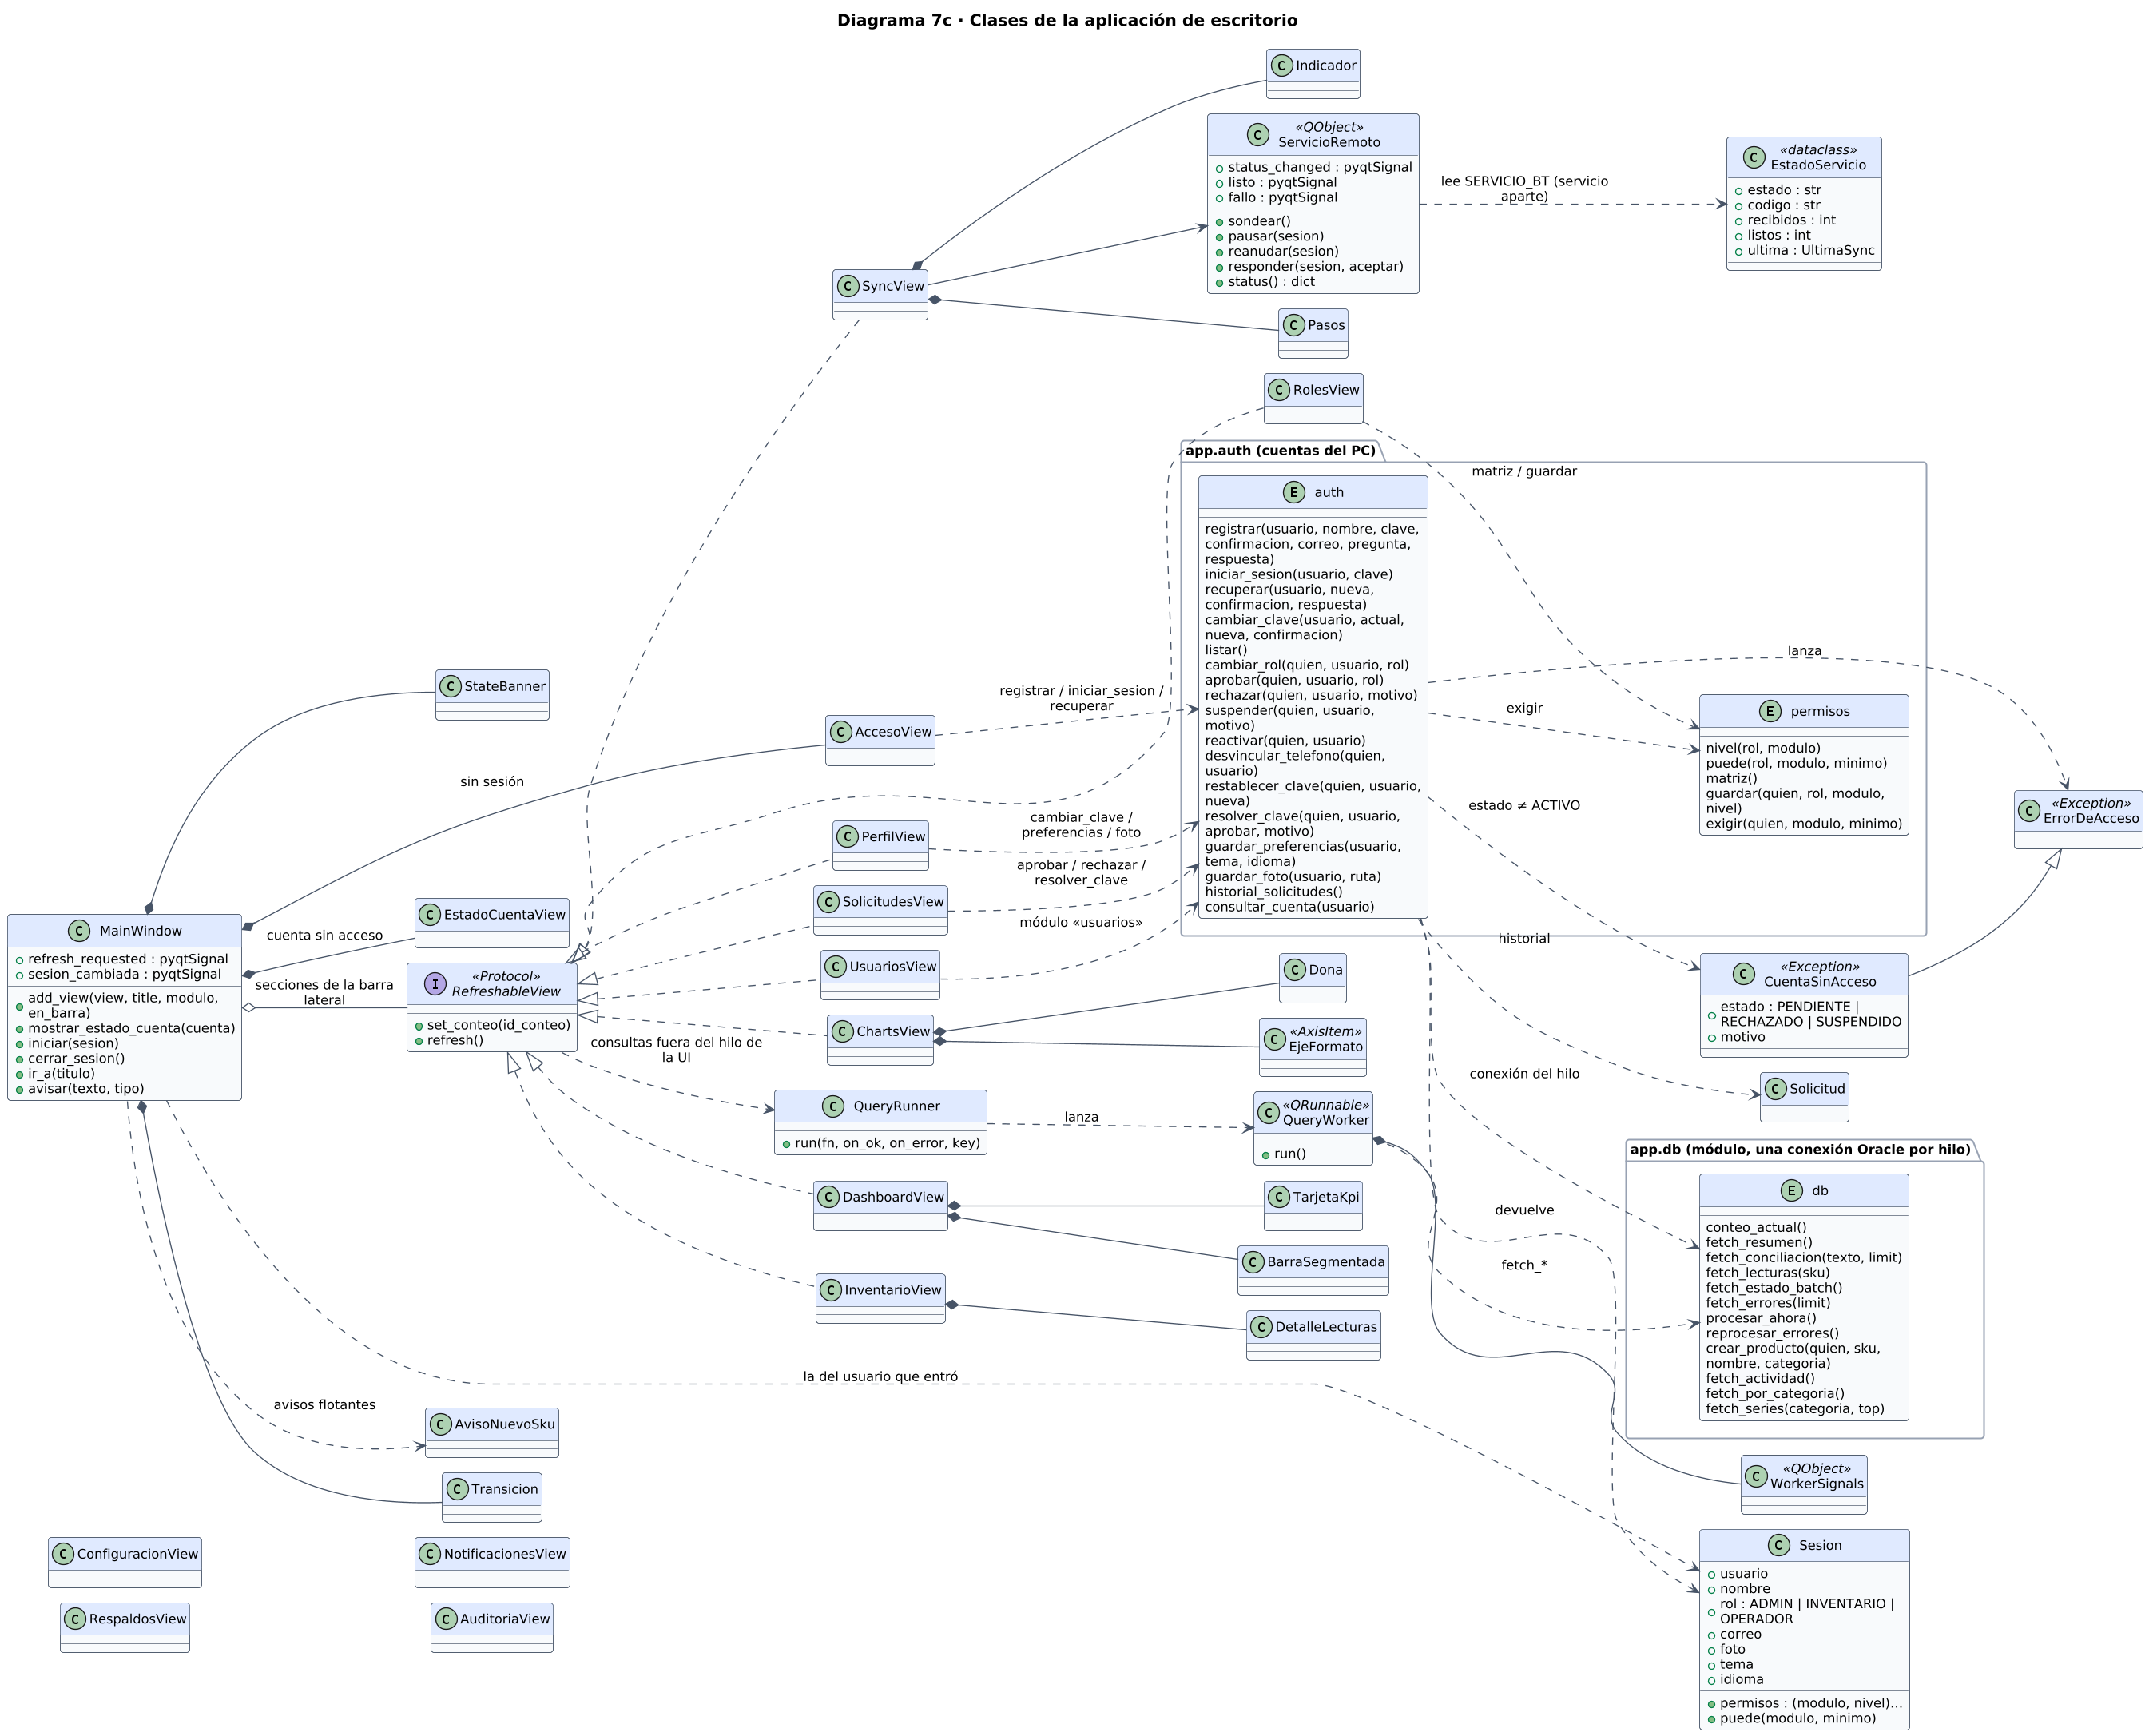 Diagrama 7c · Clases de la aplicación de escritorio
C Indicador
C «QObject»
ServicioRemoto
status_changed : pyqtSignal
listo : pyqtSignal
fallo : pyqtSignal
sondear()
pausar(sesion)
reanudar(sesion)
responder(sesion, aceptar)
status() : dict
lee SERVICIO_BT (servicio
aparte)
C «dataclass»
EstadoServicio
estado : str
codigo : str
recibidos : int
listos : int
ultima : UltimaSync
C SyncView
C Pasos
C RolesView
app.auth (cuentas del PC)
matriz / guardar
E auth
registrar(usuario, nombre, clave,
confirmacion, correo, pregunta,
respuesta)
iniciar_sesion(usuario, clave)
recuperar(usuario, nueva,
confirmacion, respuesta)
cambiar_clave(usuario, actual,
nueva, confirmacion)
listar()
cambiar_rol(quien, usuario, rol)
aprobar(quien, usuario, rol)
rechazar(quien, usuario, motivo)
suspender(quien, usuario,
motivo)
reactivar(quien, usuario)
desvincular_telefono(quien,
usuario)
restablecer_clave(quien, usuario,
nueva)
resolver_clave(quien, usuario,
aprobar, motivo)
guardar_preferencias(usuario,
tema, idioma)
guardar_foto(usuario, ruta)
historial_solicitudes()
consultar_cuenta(usuario)
lanza
exigir
estado ≠ ACTIVO
historial
E permisos
nivel(rol, modulo)
puede(rol, modulo, minimo)
matriz()
guardar(quien, rol, modulo,
nivel)
exigir(quien, modulo, minimo)
C «Exception»
ErrorDeAcceso
C StateBanner
registrar / iniciar_sesion /
recuperar
C AccesoView
sin sesión
C PerfilView
cambiar_clave /
preferencias / foto
C SolicitudesView
aprobar / rechazar /
resolver_clave
C UsuariosView
módulo «usuarios»
C EstadoCuentaView
cuenta sin acceso
C MainWindow
refresh_requested : pyqtSignal
sesion_cambiada : pyqtSignal
add_view(view, title, modulo,
en_barra)
mostrar_estado_cuenta(cuenta)
iniciar(sesion)
cerrar_sesion()
ir_a(titulo)
avisar(texto, tipo)
secciones de la barra
lateral
I «Protocol»
RefreshableView
set_conteo(id_conteo)
refresh()
C ChartsView
C Dona
C «AxisItem»
EjeFormato
C «Exception»
CuentaSinAcceso
estado : PENDIENTE |
RECHAZADO | SUSPENDIDO
motivo
consultas fuera del hilo de
la UI
C QueryRunner
run(fn, on_ok, on_error, key)
lanza
C «QRunnable»
QueryWorker
run()
conexión del hilo
C Solicitud
C DashboardView
C TarjetaKpi
C BarraSegmentada
C InventarioView
C DetalleLecturas
devuelve
fetch_*
app.db (módulo, una conexión Oracle por hilo)
E db
conteo_actual()
fetch_resumen()
fetch_conciliacion(texto, limit)
fetch_lecturas(sku)
fetch_estado_batch()
fetch_errores(limit)
procesar_ahora()
reprocesar_errores()
crear_producto(quien, sku,
nombre, categoria)
fetch_actividad()
fetch_por_categoria()
fetch_series(categoria, top)
la del usuario que entró
avisos flotantes
C AvisoNuevoSku
C Transicion
C «QObject»
WorkerSignals
C ConfiguracionView
C NotificacionesView
C RespaldosView
C AuditoriaView
C Sesion
usuario
nombre
rol : ADMIN | INVENTARIO |
OPERADOR
correo
foto
tema
idioma
permisos : (modulo, nivel)…
puede(modulo, minimo)